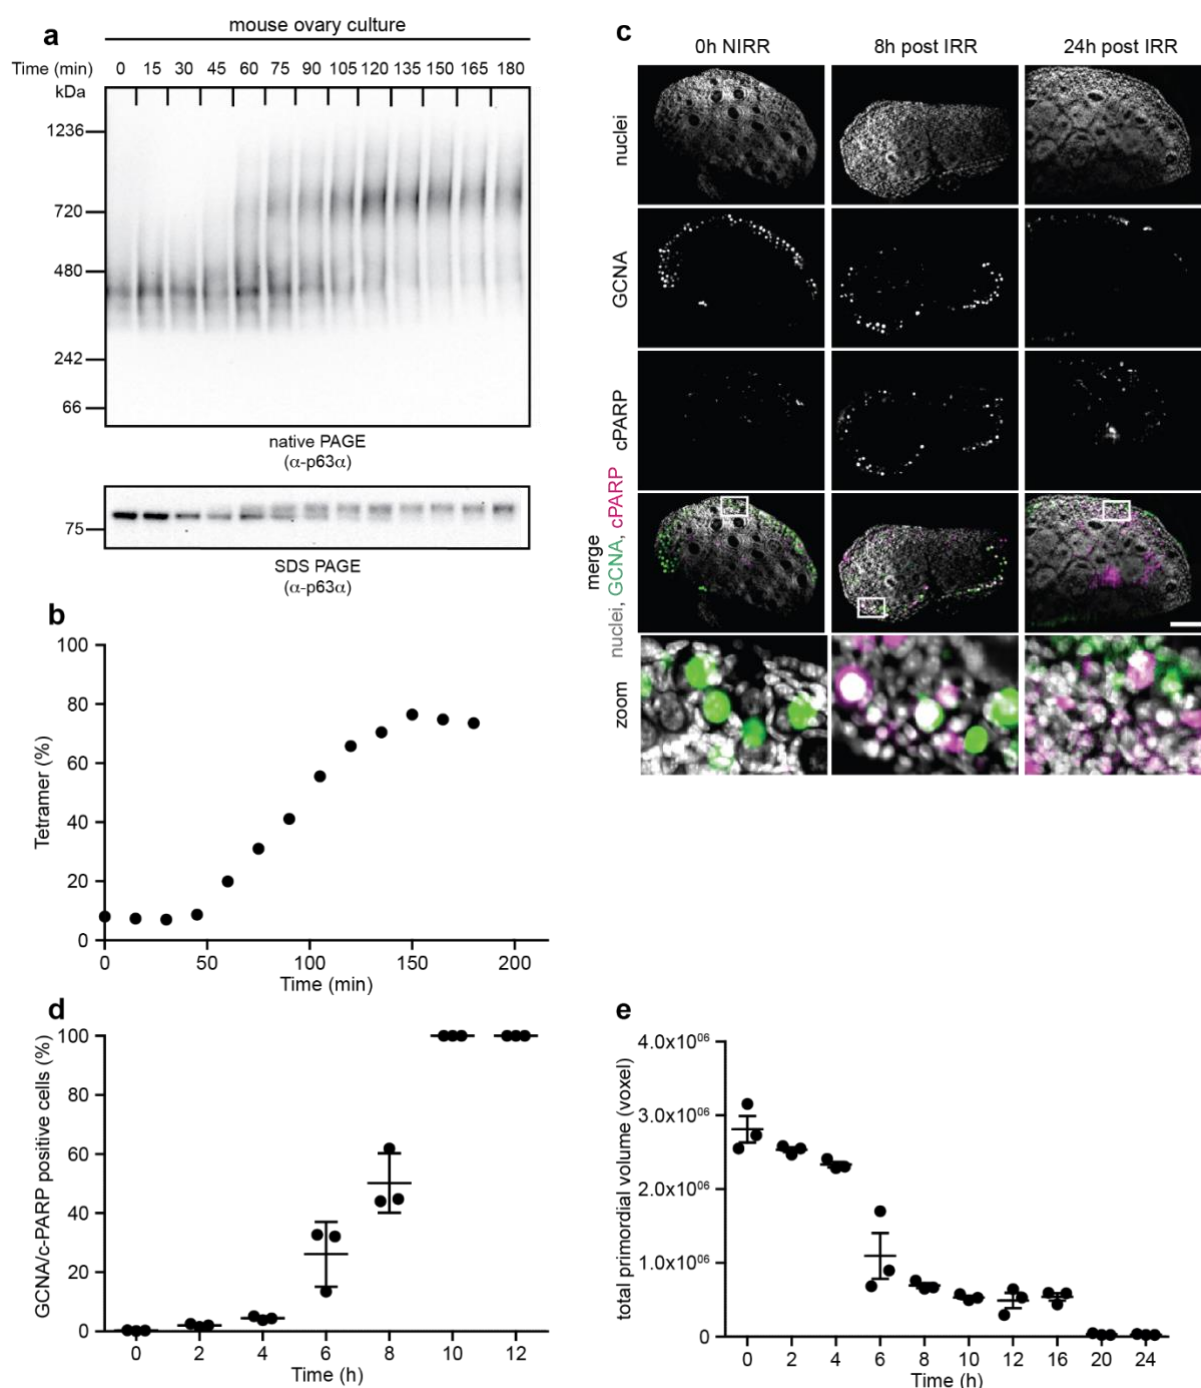 a
mouse ovary culture
Time (min) 0 15 30 45 60 75 90 105 120 135 150 165 180
kDa
1236
720
480
242
66
native PAGE
(α-p63α)
75
SDS PAGE
(α-p63α)
b
100
80
60
40
20
0
Tetramer (%)
0 50 100 150 200
Time (min)
c
0h NIRR 8h post IRR 24h post IRR
nuclei
GCNA
cPARP
merge
nuclei, GCNA, cPARP
zoom
d
100
80
60
40
20
0
GCNA/c-PARP positive cells (%)
0 2 4 6 8 10 12
Time (h)
e
4.0x10⁰⁶
3.0x10⁰⁶
2.0x10⁰⁶
1.0x10⁰⁶
0
total primordial volume (voxel)
0 2 4 6 8 10 12 16 20 24
Time (h)